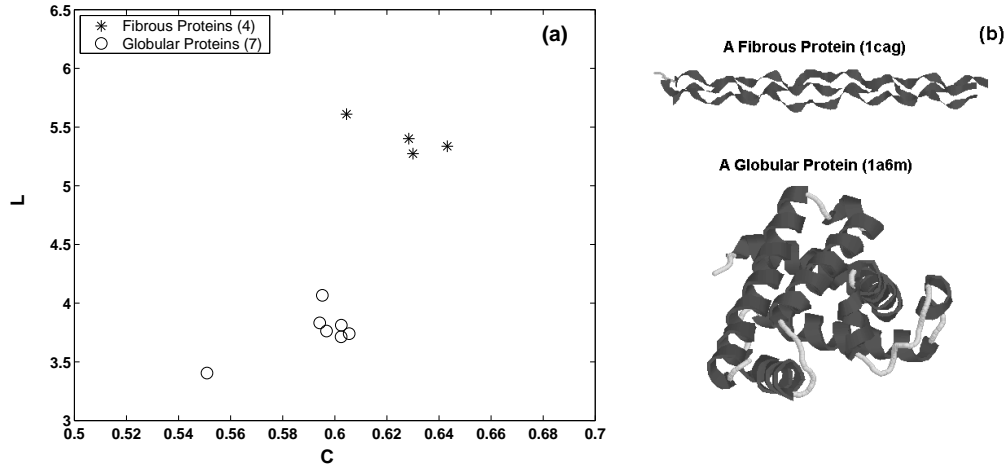 6.5
6
5.5
5
4.5
4
3.5
3
L
Fibrous Proteins (4)
Globular Proteins (7)
(a)
0.5 0.52 0.54 0.56 0.58 0.6 0.62 0.64 0.66 0.68 0.7
C
(b)
A Fibrous Protein (1cag)
A Globular Protein (1a6m)